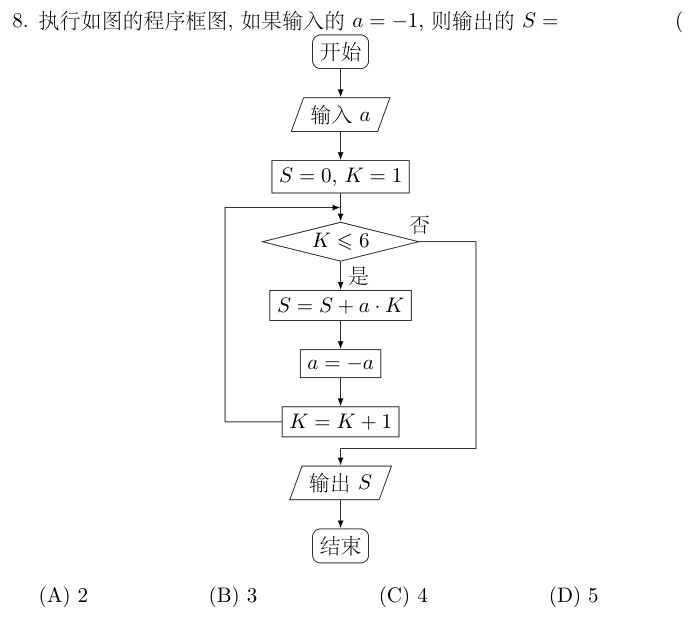 8. 执行如图的程序框图, 如果输入的 a = −1, 则输出的 S = (
开始
输入 a
S = 0, K = 1
否
K ⩽ 6
是
S = S + a · K
a = −a
K = K + 1
输出 S
结束
(A) 2 (B) 3 (C) 4 (D) 5